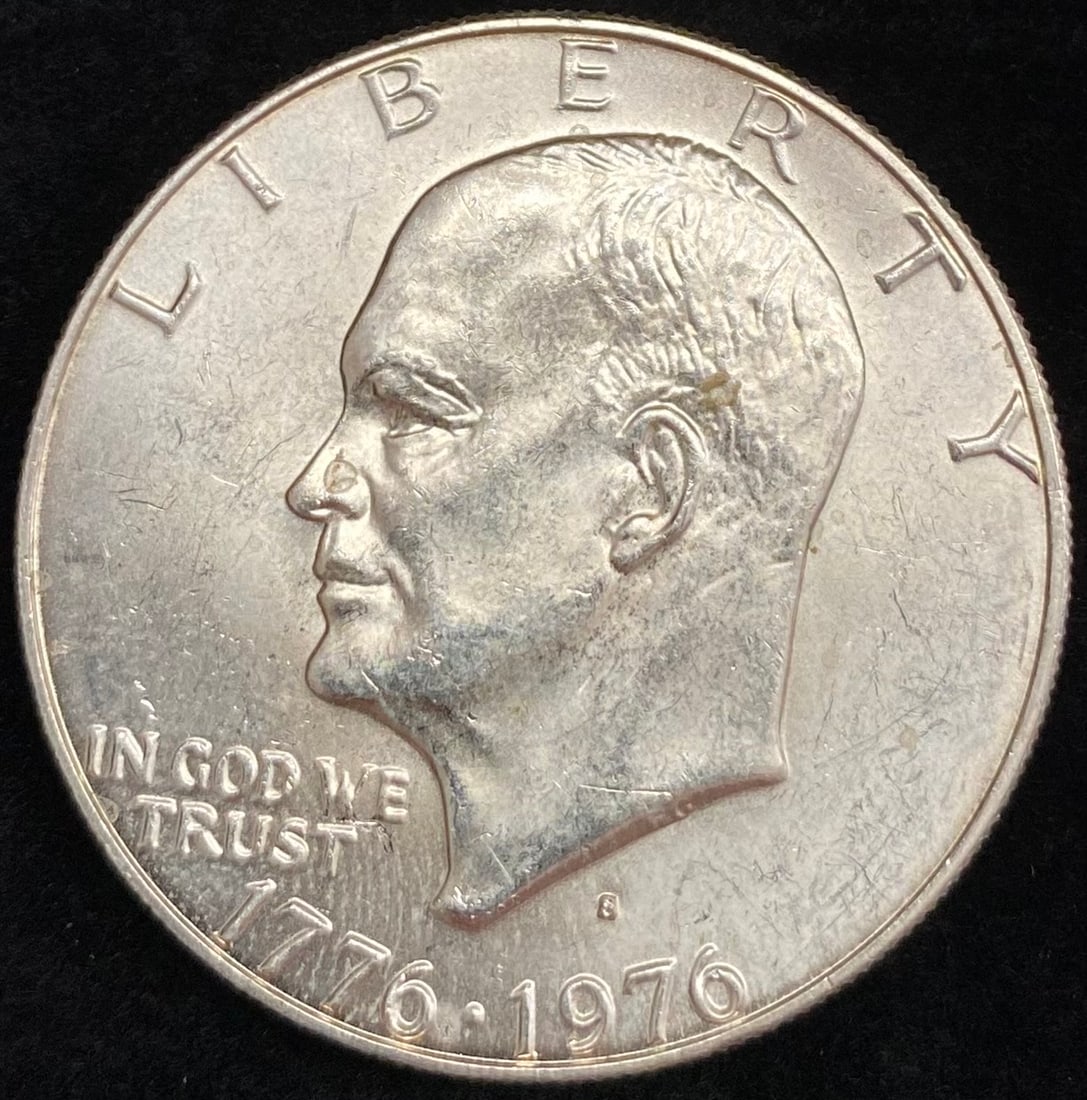 LIBERTY
IN GOD WE
TRUST
S
1776·1976